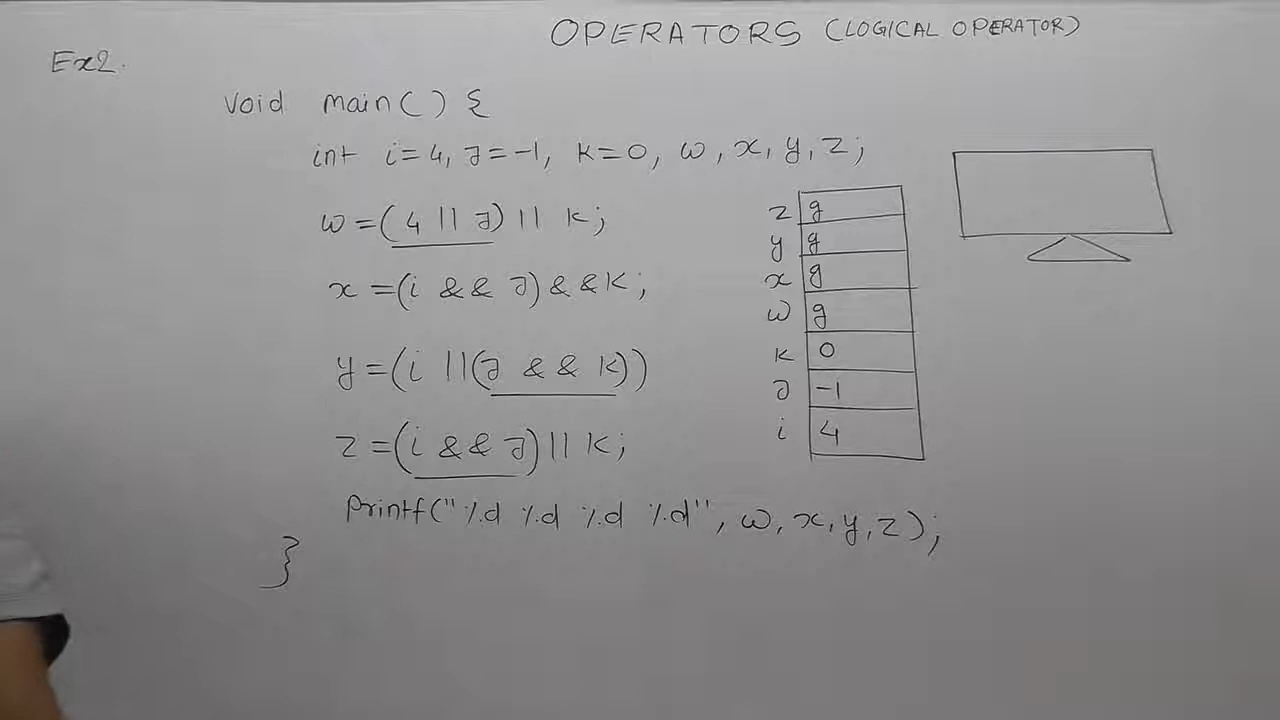 OPERATORS (LOGICAL OPERATOR)
Ex2.
void main() {
int i=4, J=-1, K=0, w, x, y, z;
w=(4 || J) || K;
x=(i && J)&&K;
y=(i ||(J && K))
z=(i && J)|| K;
Printf("%d %d %d %d", w, x, y, z);
}
z g
y g
x g
w g
K 0
J -1
i 4